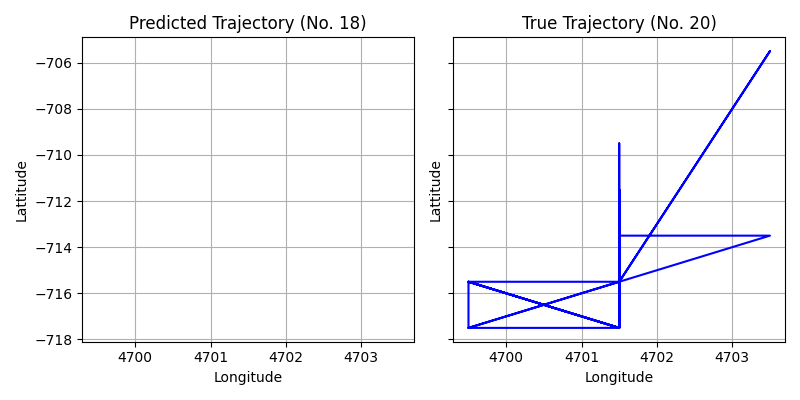 Predicted Trajectory (No. 18)
True Trajectory (No. 20)
−706
−708
−710
−712
−714
−716
−718
Lattitude
Lattitude
4700
4701
4702
4703
4700
4701
4702
4703
Longitude
Longitude